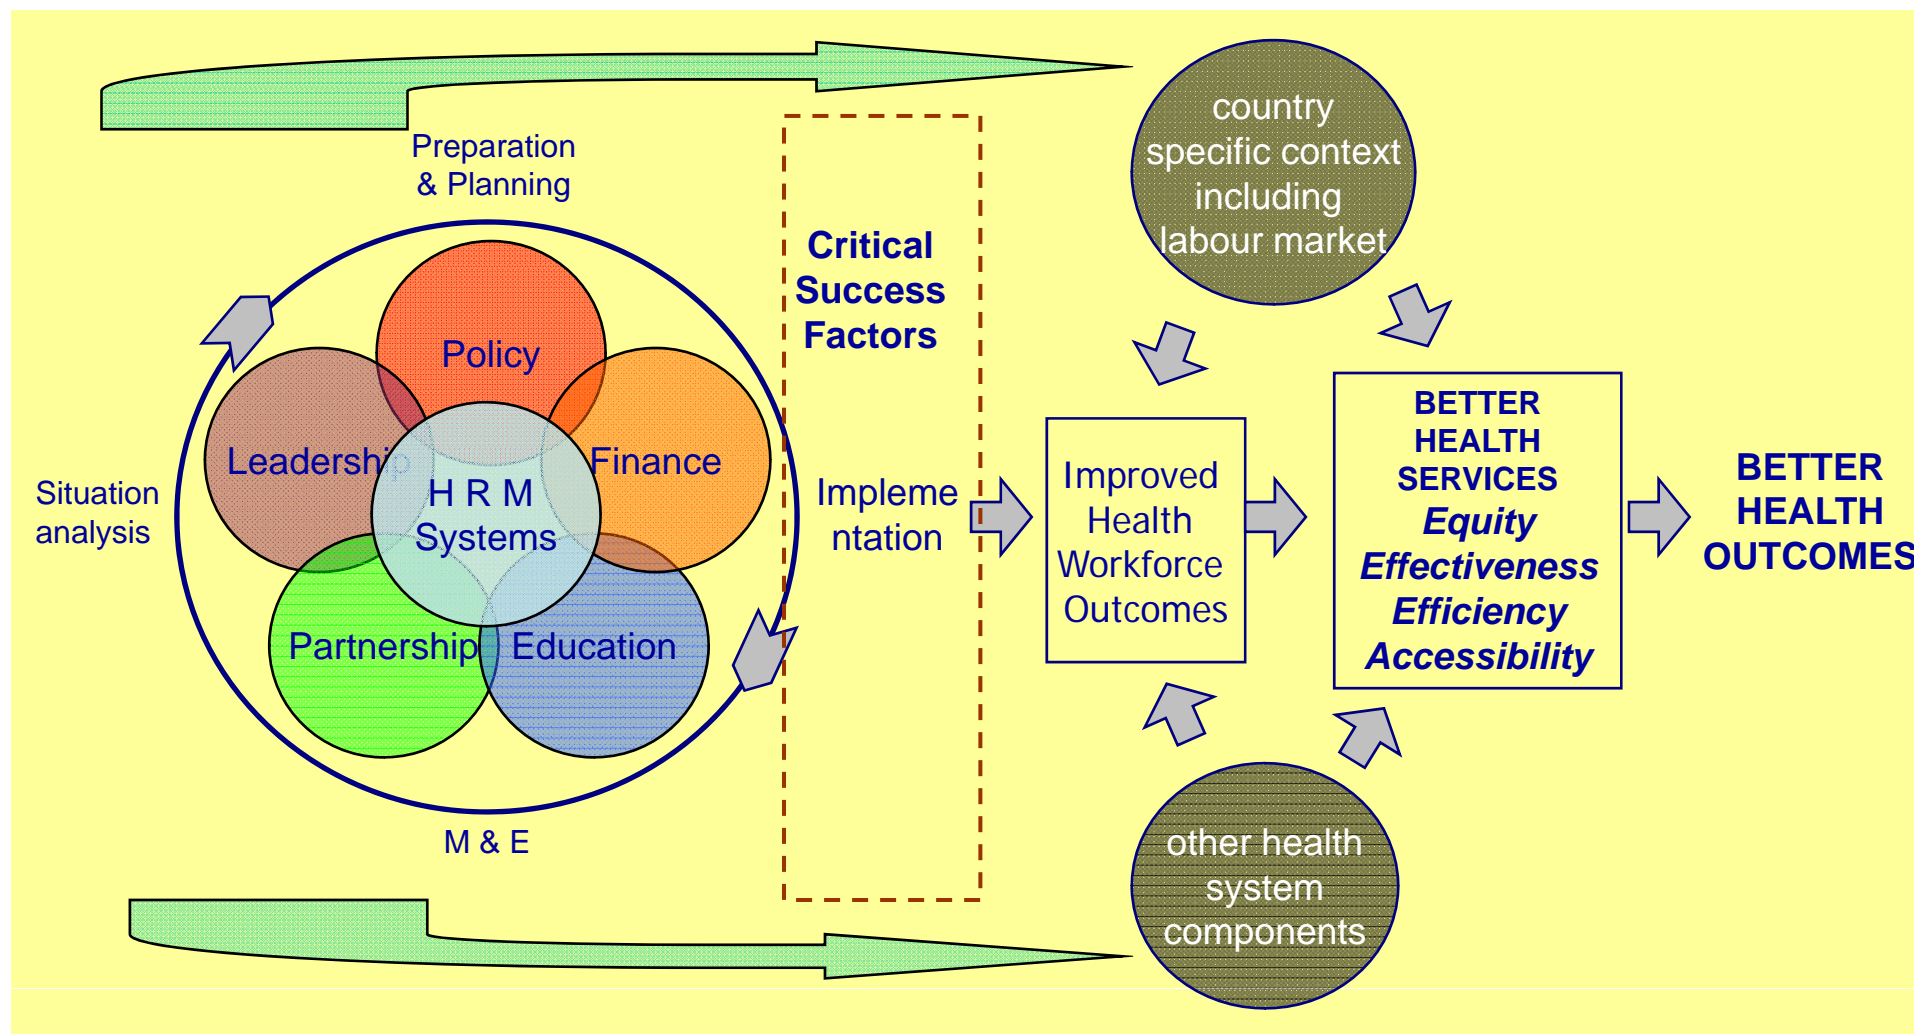 Preparation
& Planning
Situation
analysis
Policy
Leadership
Finance
H R M
Systems
Partnership
Education
M & E
Critical
Success
Factors
Impleme
ntation
country
specific context
including
labour market
Improved
Health
Workforce
Outcomes
other health
system
components
BETTER
HEALTH
SERVICES
Equity
Effectiveness
Efficiency
Accessibility
BETTER
HEALTH
OUTCOMES